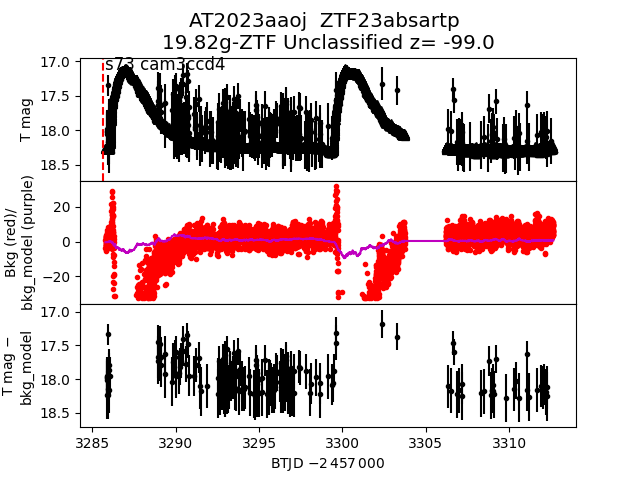 AT2023aaoj  ZTF23absartp
19.82g-ZTF Unclassified z= -99.0
s73 cam3ccd4
17.0
17.5
18.0
18.5
T mag
20
0
−20
Bkg (red)/
bkg_model (purple)
17.0
17.5
18.0
18.5
T mag −
bkg_model
3285
3290
3295
3300
3305
3310
BTJD −2 457 000